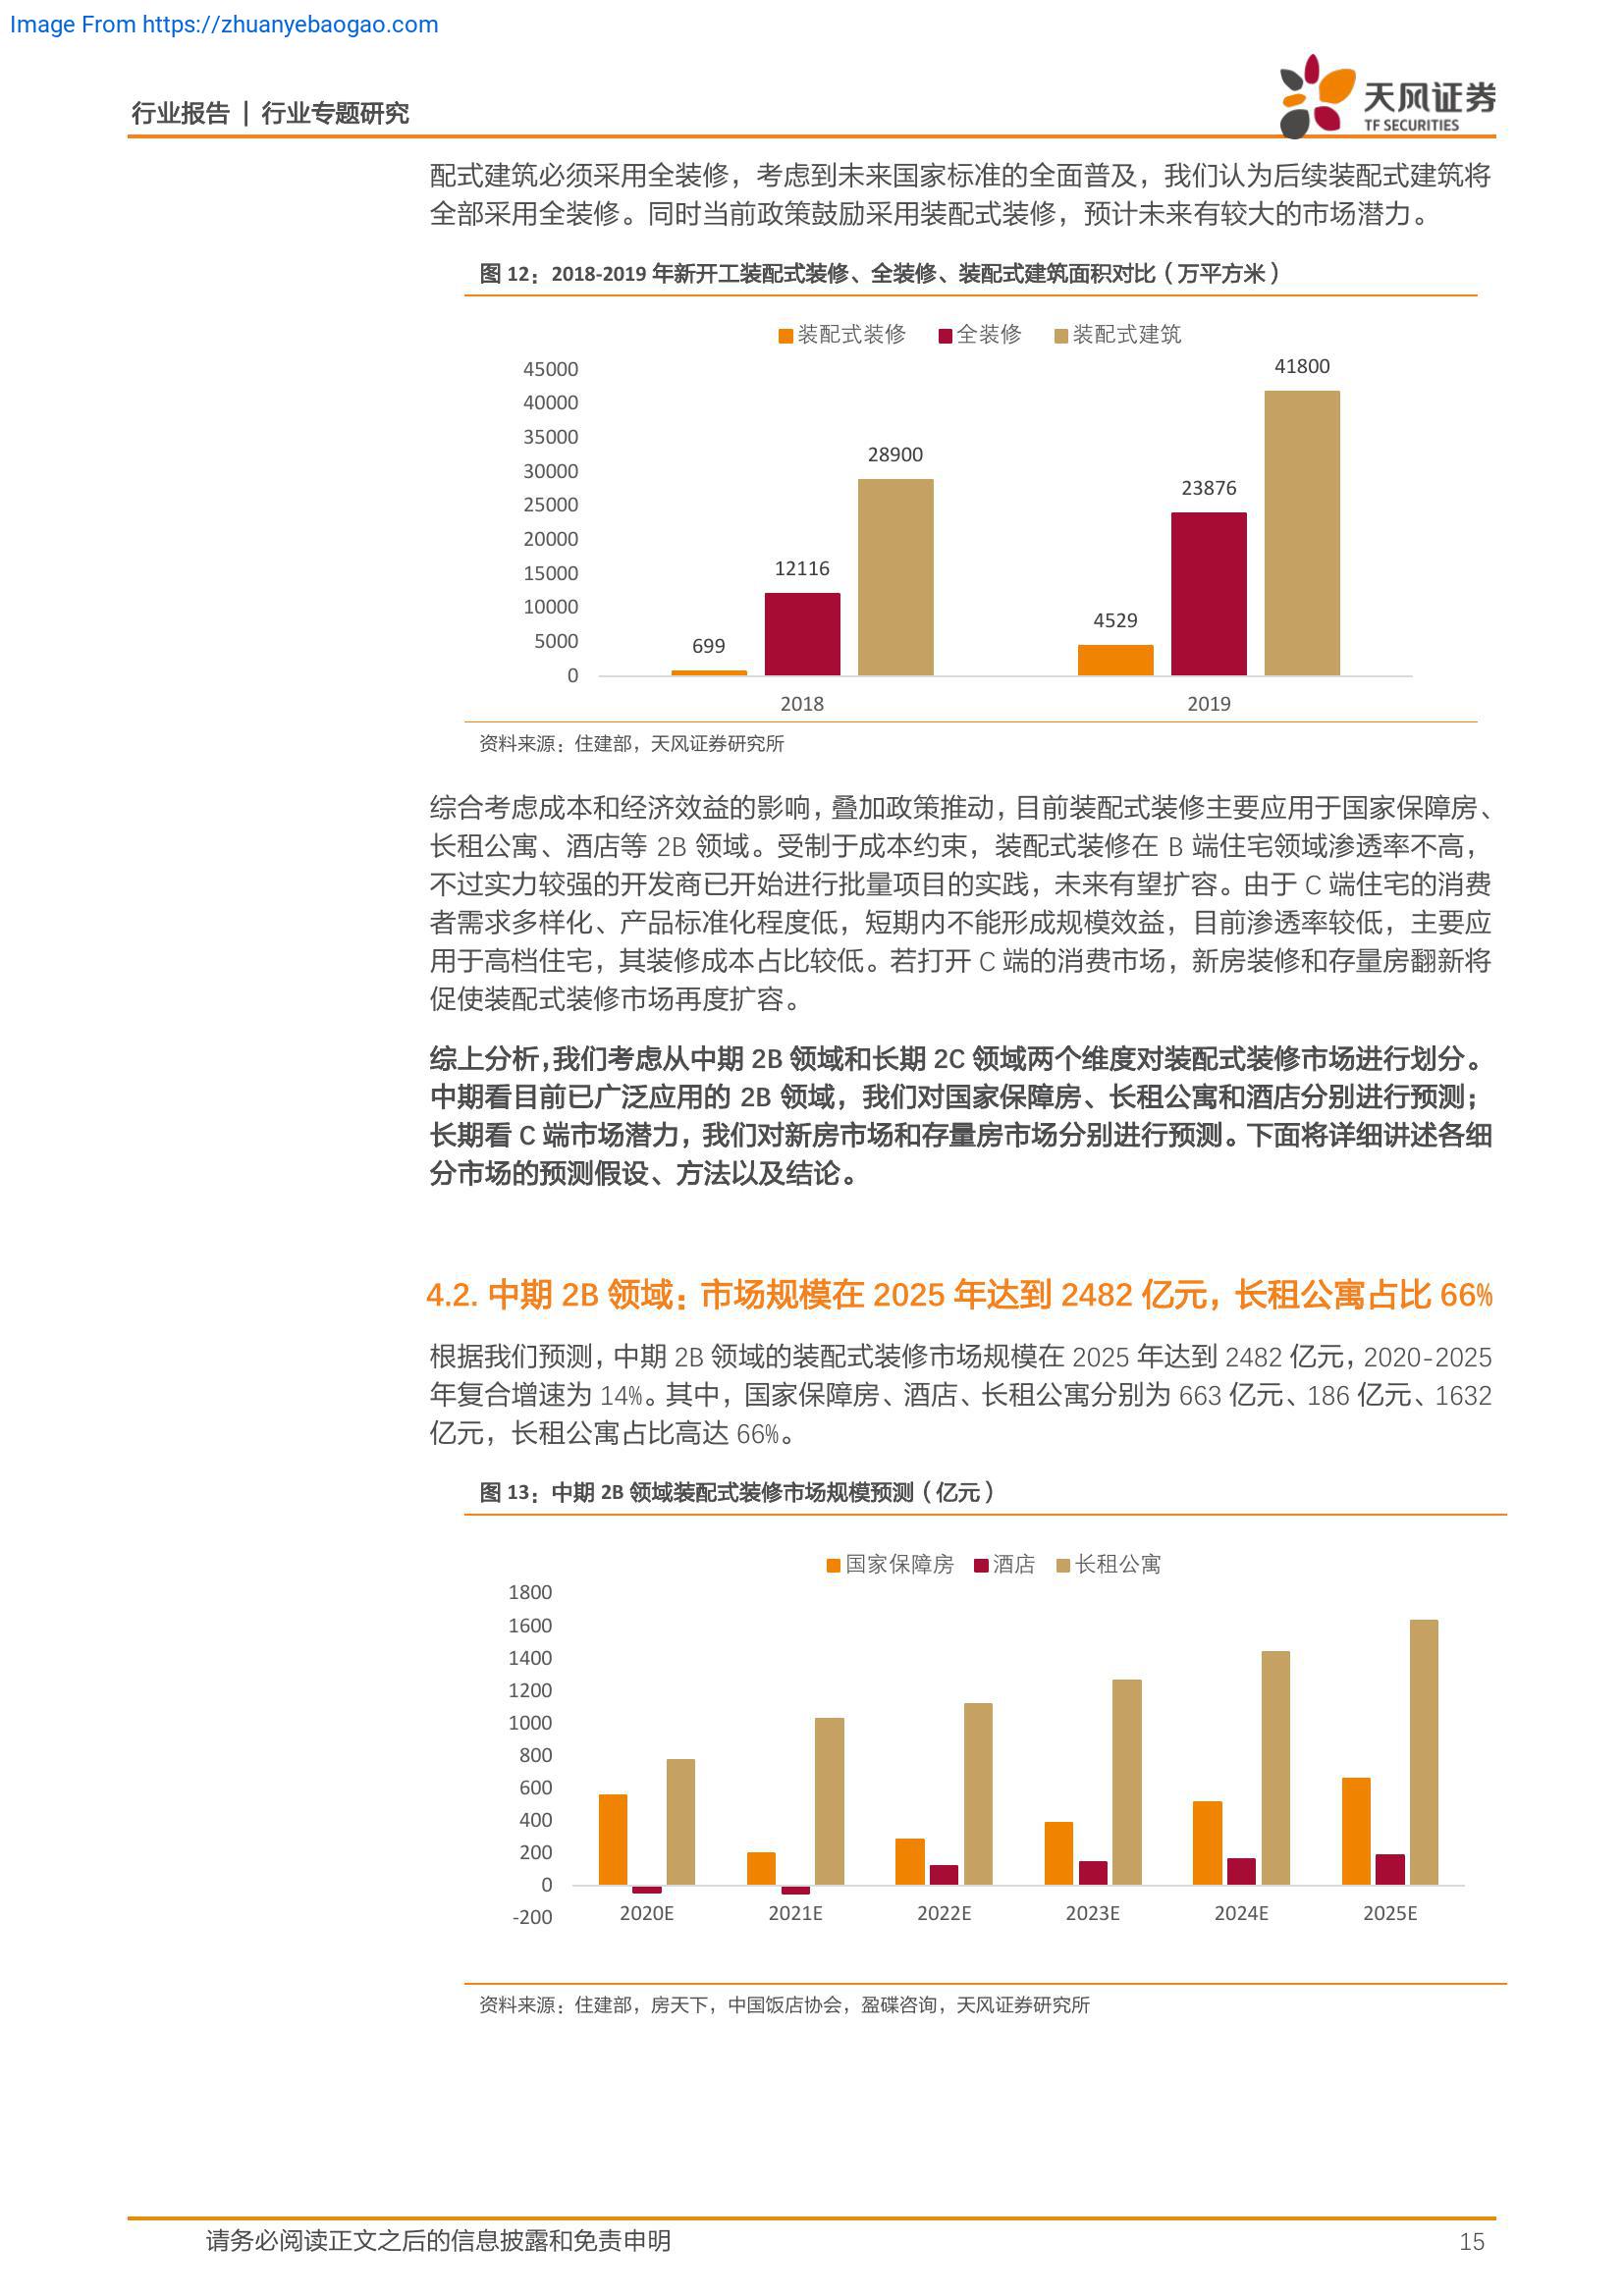 Image From https://zhuanyebaogao.com
行业报告 | 行业专题研究
天风证券
TF SECURITIES
配式建筑必须采用全装修，考虑到未来国家标准的全面普及，我们认为后续装配式建筑将
全部采用全装修。同时当前政策鼓励采用装配式装修，预计未来有较大的市场潜力。
图 12：2018-2019 年新开工装配式装修、全装修、装配式建筑面积对比（万平方米）
装配式装修 全装修 装配式建筑
45000
40000
35000
30000
25000
20000
15000
10000
5000
0
699
12116
28900
4529
23876
41800
2018
2019
资料来源：住建部，天风证券研究所
综合考虑成本和经济效益的影响，叠加政策推动，目前装配式装修主要应用于国家保障房、
长租公寓、酒店等 2B 领域。受制于成本约束，装配式装修在 B 端住宅领域渗透率不高，
不过实力较强的开发商已开始进行批量项目的实践，未来有望扩容。由于 C 端住宅的消费
者需求多样化、产品标准化程度低，短期内不能形成规模效益，目前渗透率较低，主要应
用于高档住宅，其装修成本占比较低。若打开 C 端的消费市场，新房装修和存量房翻新将
促使装配式装修市场再度扩容。
综上分析，我们考虑从中期 2B 领域和长期 2C 领域两个维度对装配式装修市场进行划分。
中期看目前已广泛应用的 2B 领域，我们对国家保障房、长租公寓和酒店分别进行预测；
长期看 C 端市场潜力，我们对新房市场和存量房市场分别进行预测。下面将详细讲述各细
分市场的预测假设、方法以及结论。
4.2. 中期 2B 领域：市场规模在 2025 年达到 2482 亿元，长租公寓占比 66%
根据我们预测，中期 2B 领域的装配式装修市场规模在 2025 年达到 2482 亿元，2020-2025
年复合增速为 14%。其中，国家保障房、酒店、长租公寓分别为 663 亿元、186 亿元、1632
亿元，长租公寓占比高达 66%。
图 13：中期 2B 领域装配式装修市场规模预测（亿元）
国家保障房 酒店 长租公寓
1800
1600
1400
1200
1000
800
600
400
200
0
-200
2020E
2021E
2022E
2023E
2024E
2025E
资料来源：住建部，房天下，中国饭店协会，盈碟咨询，天风证券研究所
请务必阅读正文之后的信息披露和免责申明
15